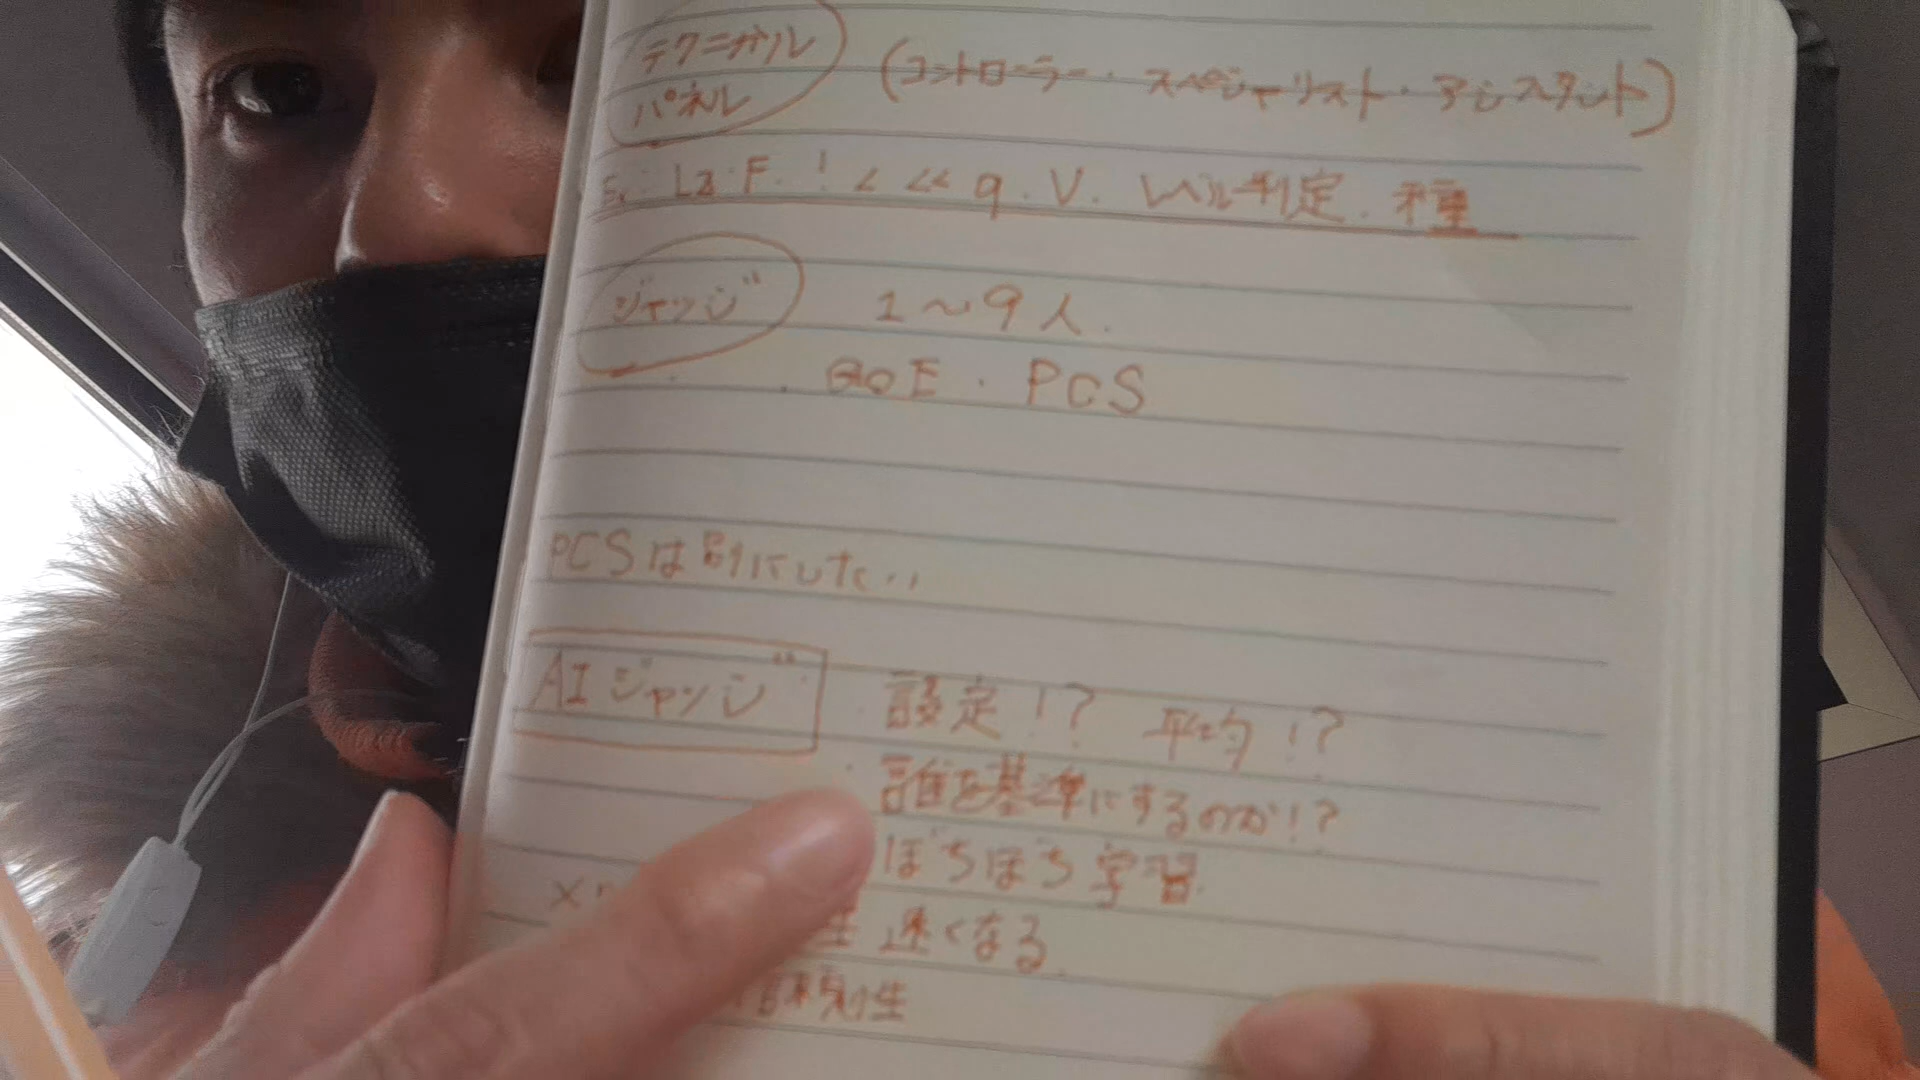 テクニカル
パネル
(コントローラー・スペシャリスト・アシスタント)
Lz. F. ! < << q. V. レベル判定. 種
ジャッジ
1～9人.
GOE・PCS
PCSは別にしたい
AIジャッジ
設定!? 平均!?
誰を基準にするのか!?
ぼちぼち学習
速くなる